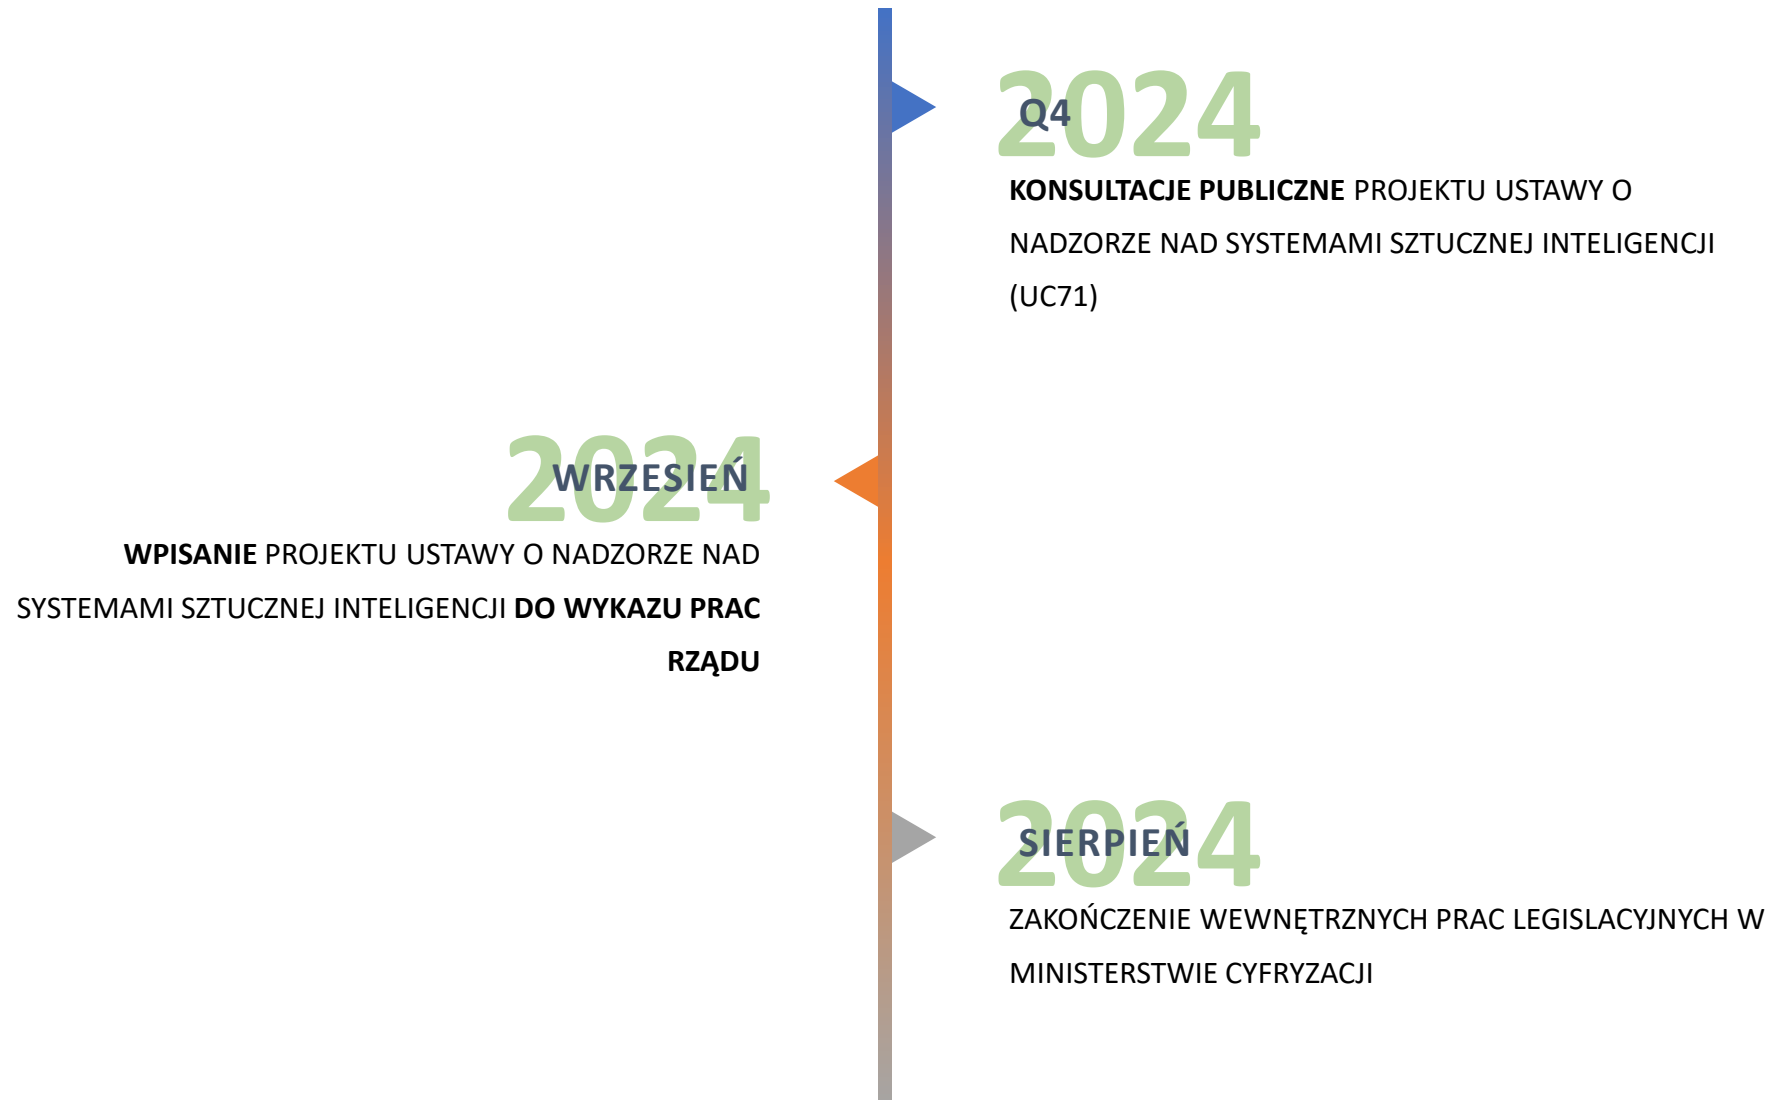 2024
Q4
KONSULTACJE PUBLICZNE PROJEKTU USTAWY O
NADZORZE NAD SYSTEMAMI SZTUCZNEJ INTELIGENCJI
(UC71)
2024
WRZESIEŃ
WPISANIE PROJEKTU USTAWY O NADZORZE NAD
SYSTEMAMI SZTUCZNEJ INTELIGENCJI DO WYKAZU PRAC
RZĄDU
2024
SIERPIEŃ
ZAKOŃCZENIE WEWNĘTRZNYCH PRAC LEGISLACYJNYCH W
MINISTERSTWIE CYFRYZACJI